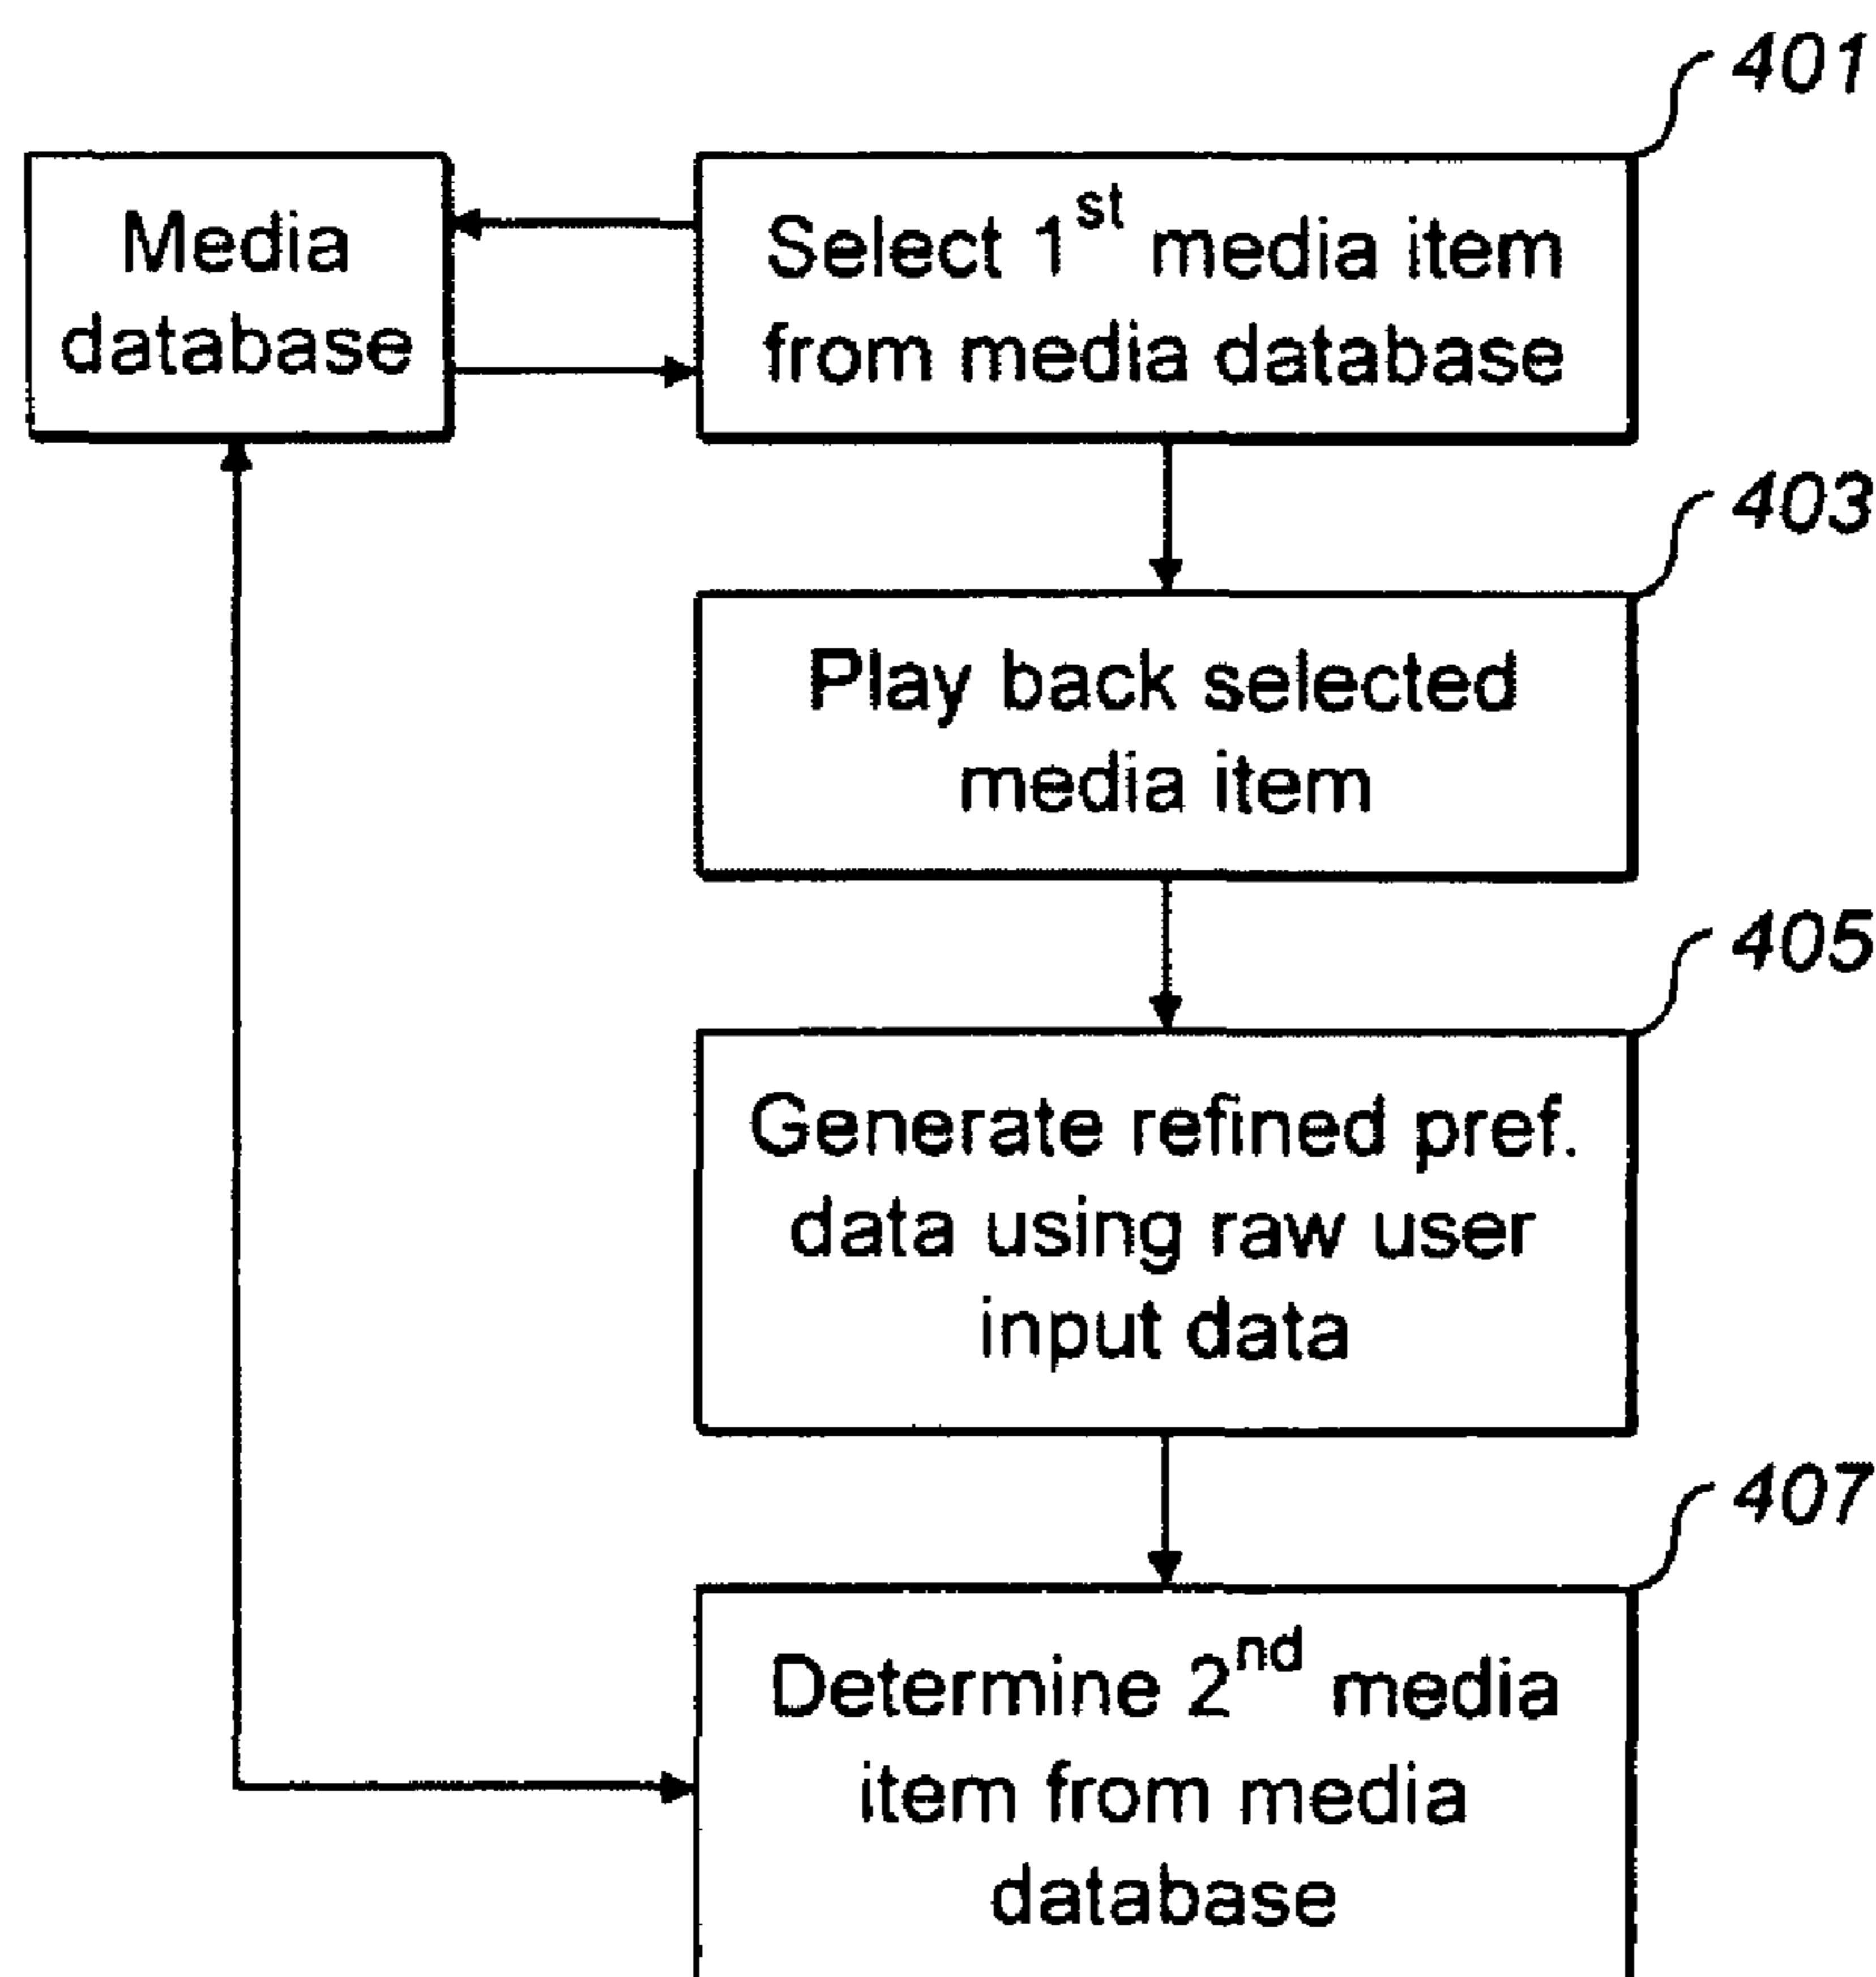 401
Media
database
Select 1st media item
from media database
403
Play back selected
media item
405
Generate refined pref.
data using raw user
input data
407
Determine 2nd media
item from media
database